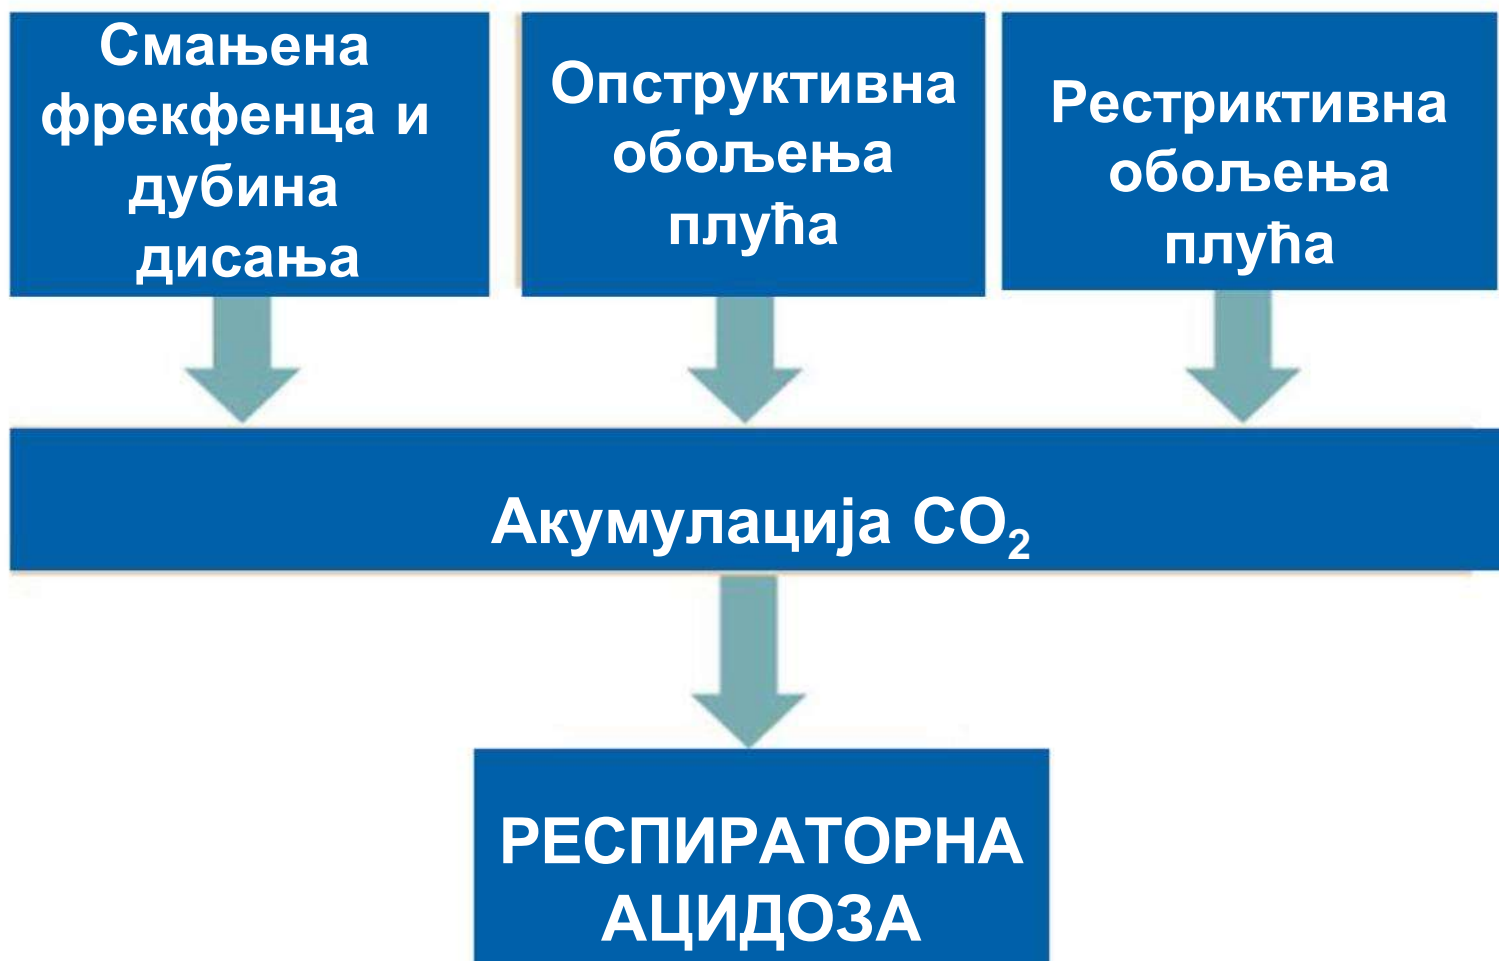 Смањена
фрекфенца и
дубина
дисања
Опструктивна
обољења
плућа
Рестриктивна
обољења
плућа
Акумулација CO₂
РЕСПИРАТОРНА
АЦИДОЗА